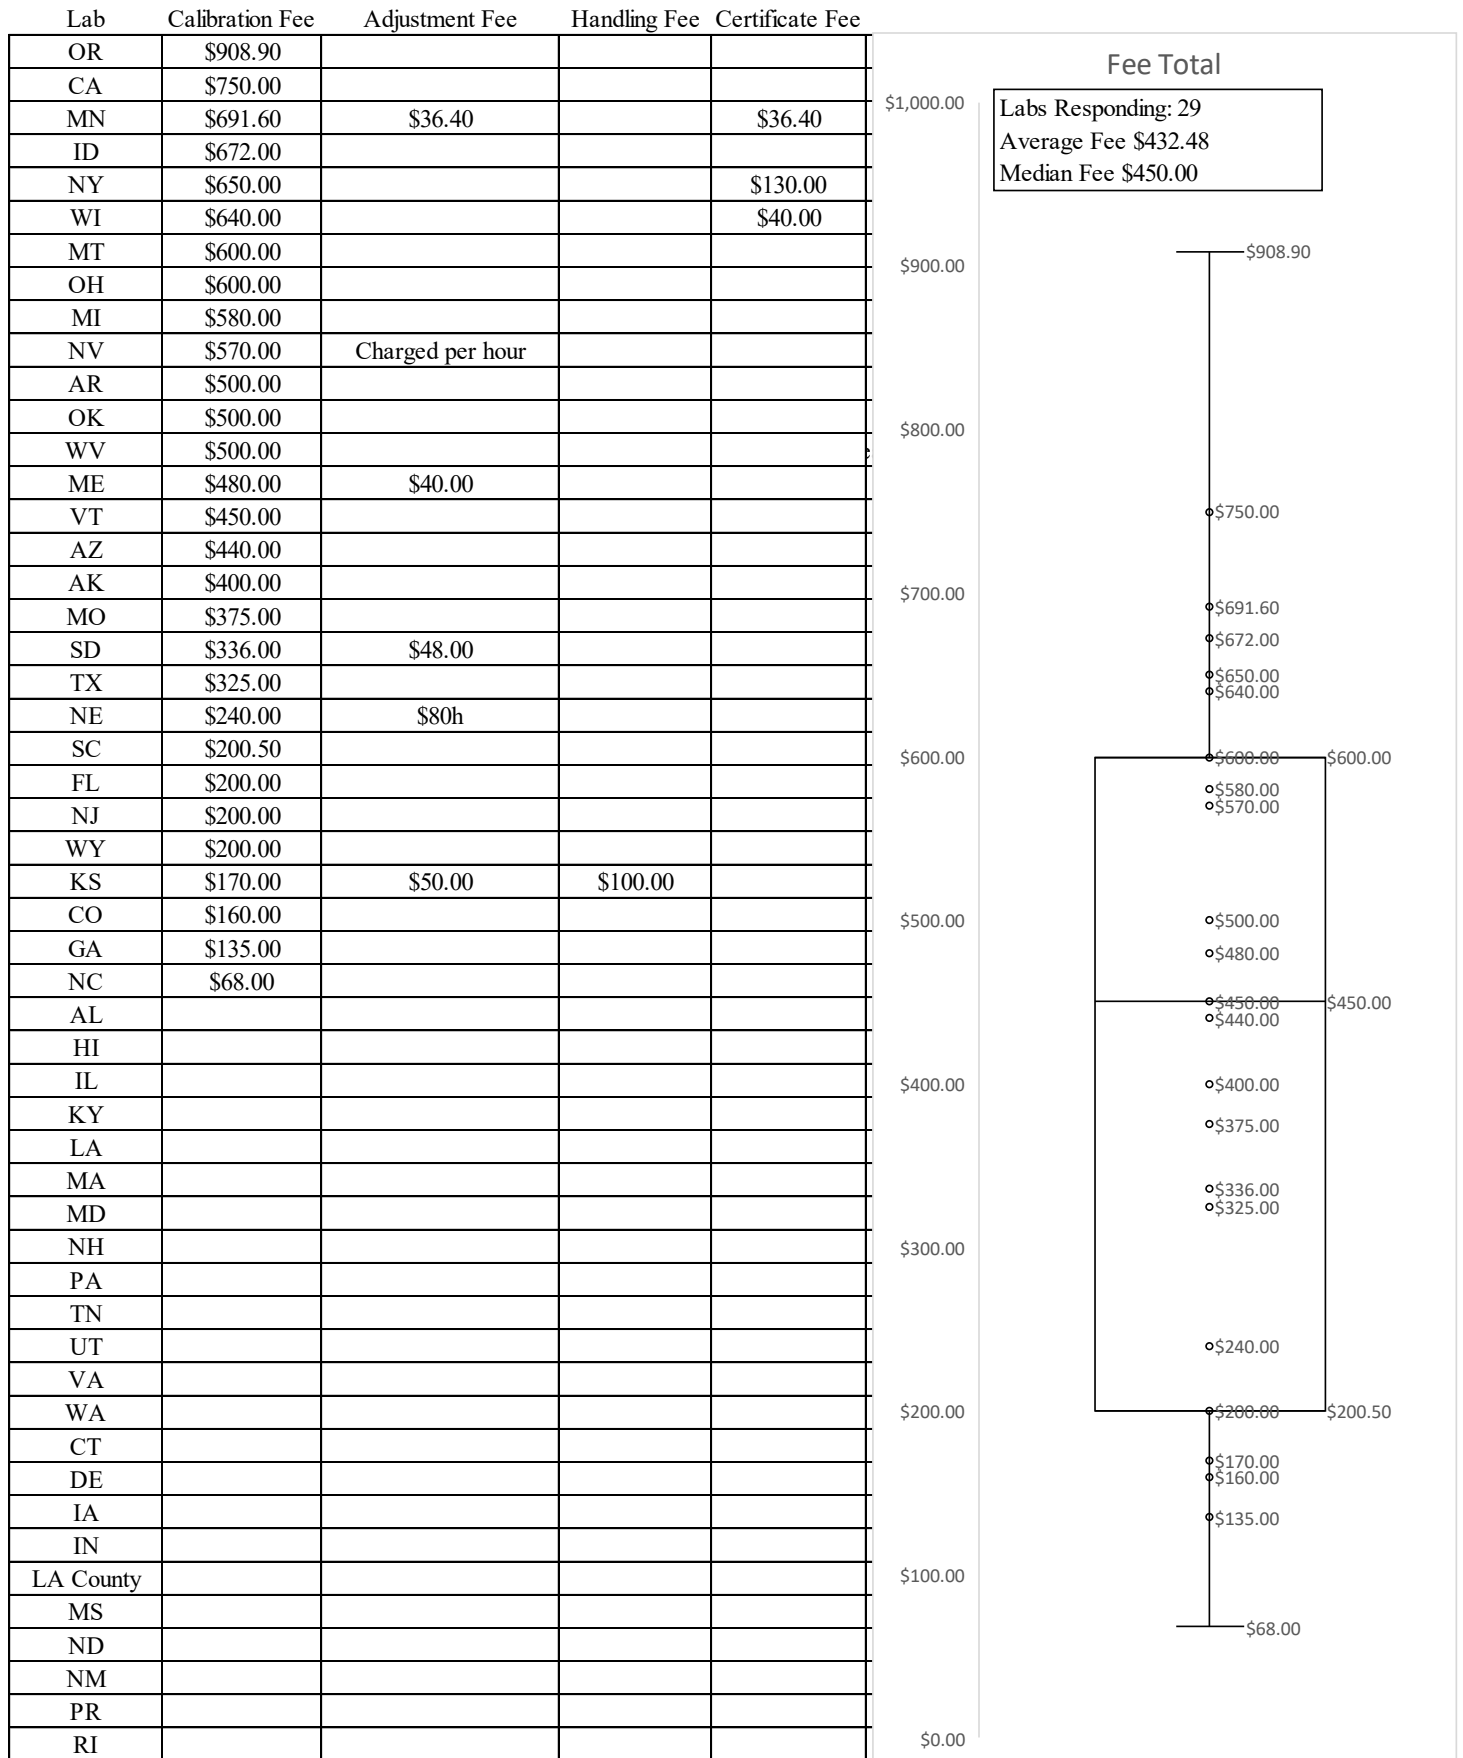 Lab Calibration Fee Adjustment Fee Handling Fee Certificate Fee
OR $908.90
CA $750.00
MN $691.60 $36.40 $36.40
ID $672.00
NY $650.00 $130.00
WI $640.00 $40.00
MT $600.00
OH $600.00
MI $580.00
NV $570.00 Charged per hour
AR $500.00
OK $500.00
WV $500.00
ME $480.00 $40.00
VT $450.00
AZ $440.00
AK $400.00
MO $375.00
SD $336.00 $48.00
TX $325.00
NE $240.00 $80h
SC $200.50
FL $200.00
NJ $200.00
WY $200.00
KS $170.00 $50.00 $100.00
CO $160.00
GA $135.00
NC $68.00
AL
HI
IL
KY
LA
MA
MD
NH
PA
TN
UT
VA
WA
CT
DE
IA
IN
LA County
MS
ND
NM
PR
RI
Fee Total
Labs Responding: 29
Average Fee $432.48
Median Fee $450.00
$1,000.00
$900.00
$800.00
$700.00
$600.00
$500.00
$400.00
$300.00
$200.00
$100.00
$0.00
$908.90
$750.00
$691.60
$672.00
$650.00
$640.00
$600.00 $600.00
$580.00
$570.00
$500.00
$480.00
$450.00 $450.00
$440.00
$400.00
$375.00
$336.00
$325.00
$240.00
$200.00 $200.50
$170.00
$160.00
$135.00
$68.00